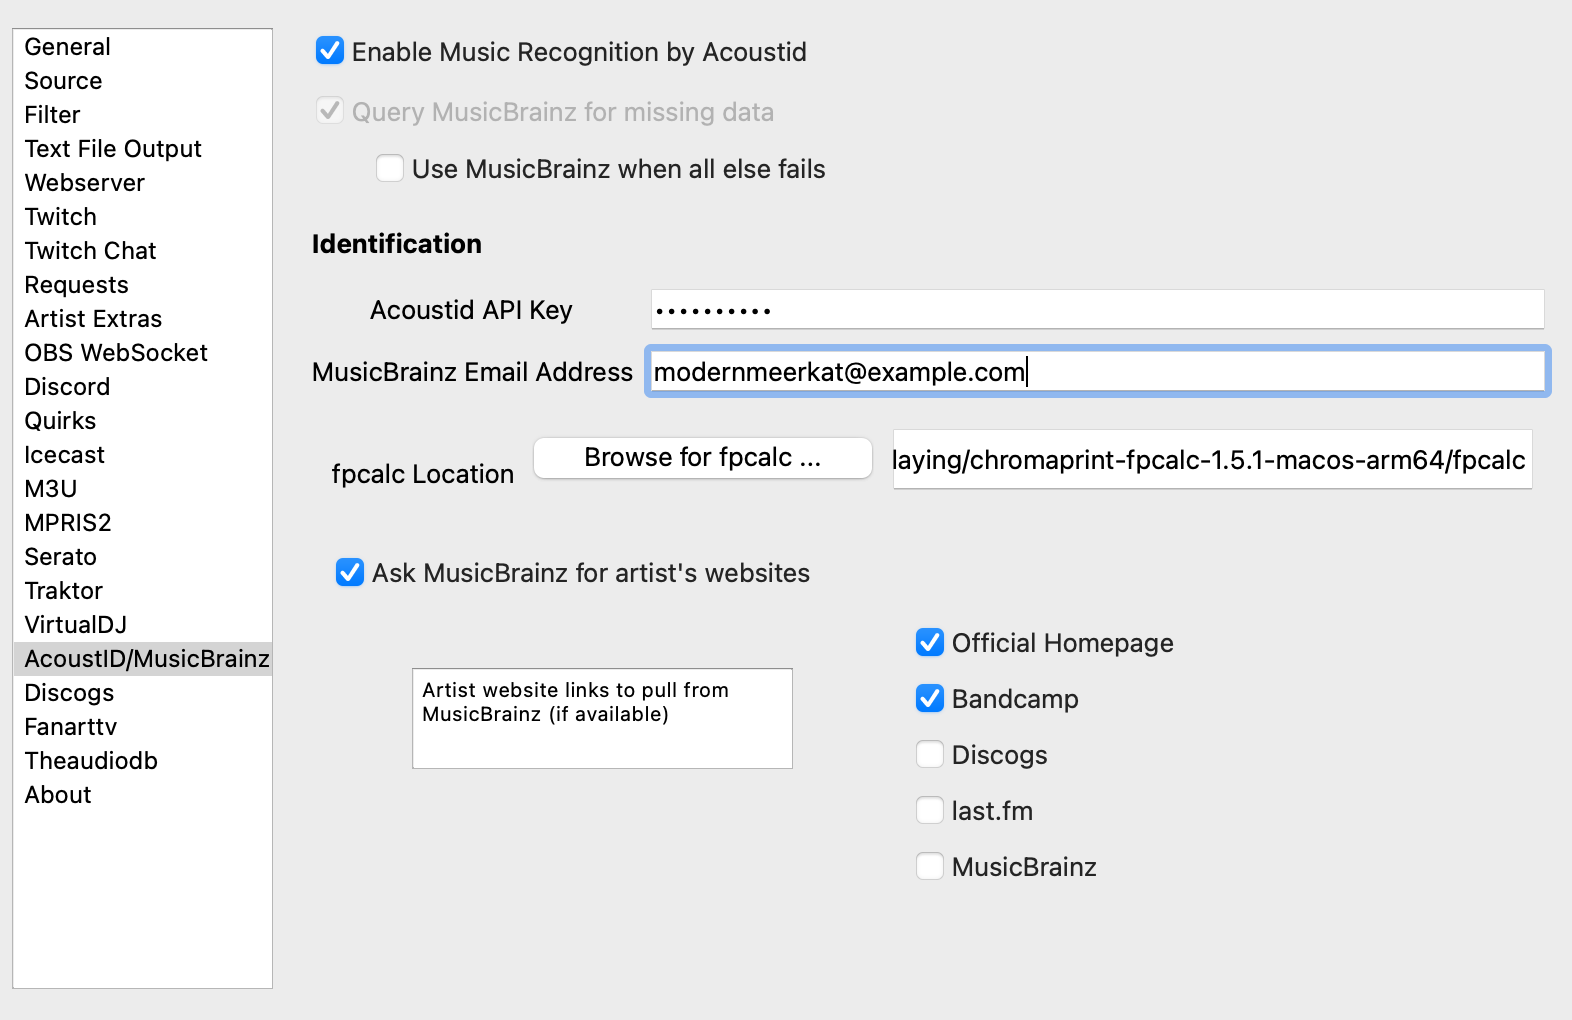 General
Source
Filter
Text File Output
Webserver
Twitch
Twitch Chat
Requests
Artist Extras
OBS WebSocket
Discord
Quirks
Icecast
M3U
MPRIS2
Serato
Traktor
VirtualDJ
AcoustID/MusicBrainz
Discogs
Fanarttv
Theaudiodb
About
Enable Music Recognition by Acoustid
Query MusicBrainz for missing data
Use MusicBrainz when all else fails
Identification
Acoustid API Key ••••••••••
MusicBrainz Email Address modernmeerkat@example.com
fpcalc Location Browse for fpcalc ... laying/chromaprint-fpcalc-1.5.1-macos-arm64/fpcalc
Ask MusicBrainz for artist's websites
Artist website links to pull from
MusicBrainz (if available)
Official Homepage
Bandcamp
Discogs
last.fm
MusicBrainz